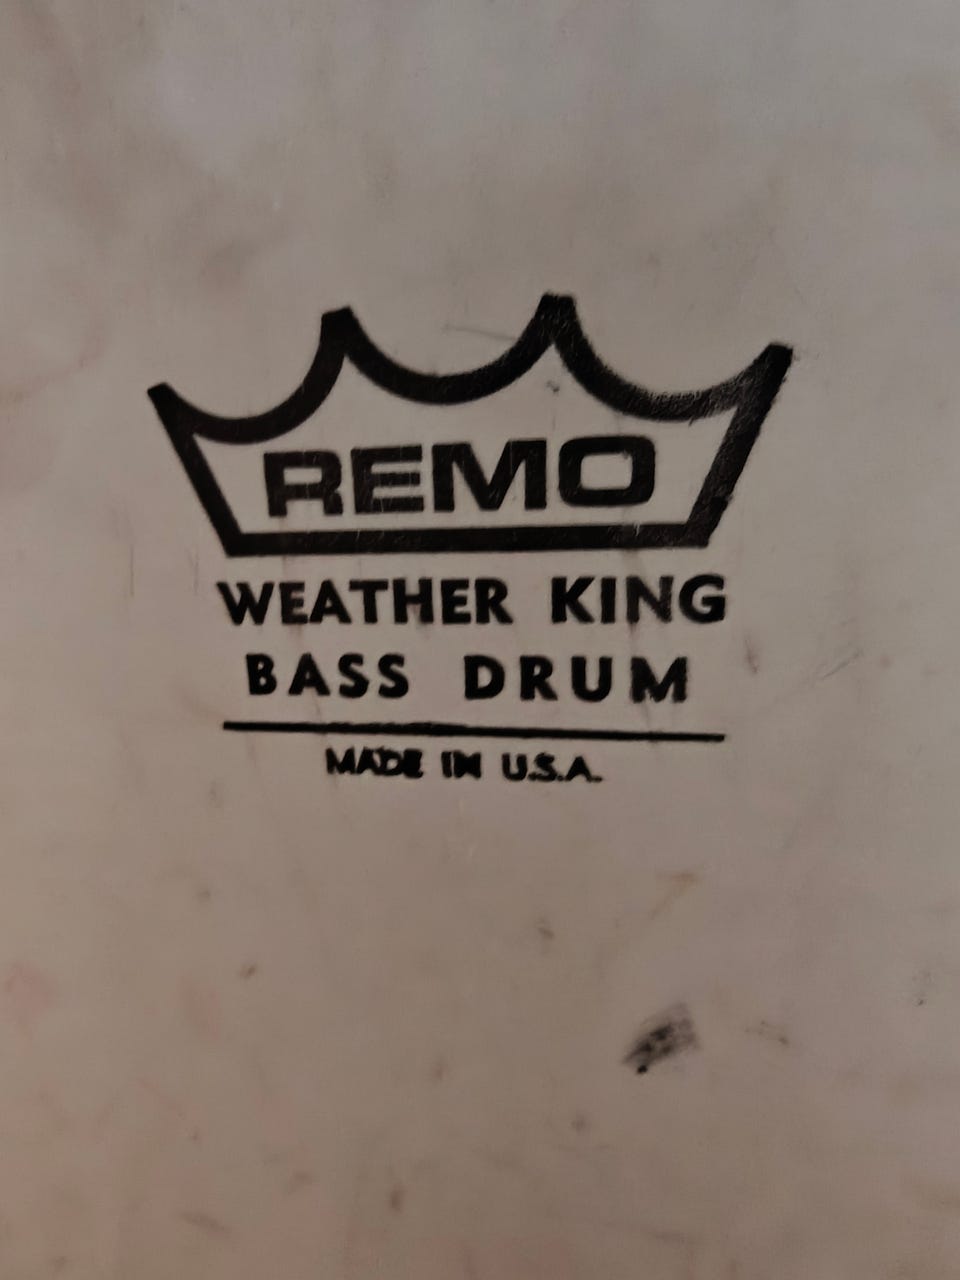 REMO
WEATHER KING
BASS DRUM
MADE IN U.S.A.